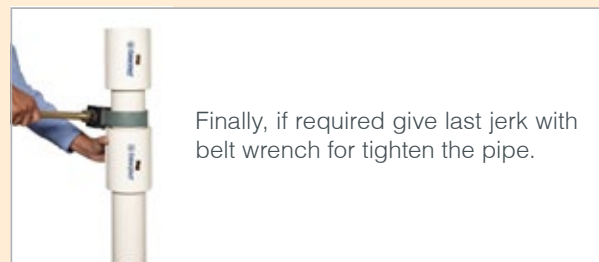 Finally, if required give last jerk with
belt wrench for tighten the pipe.